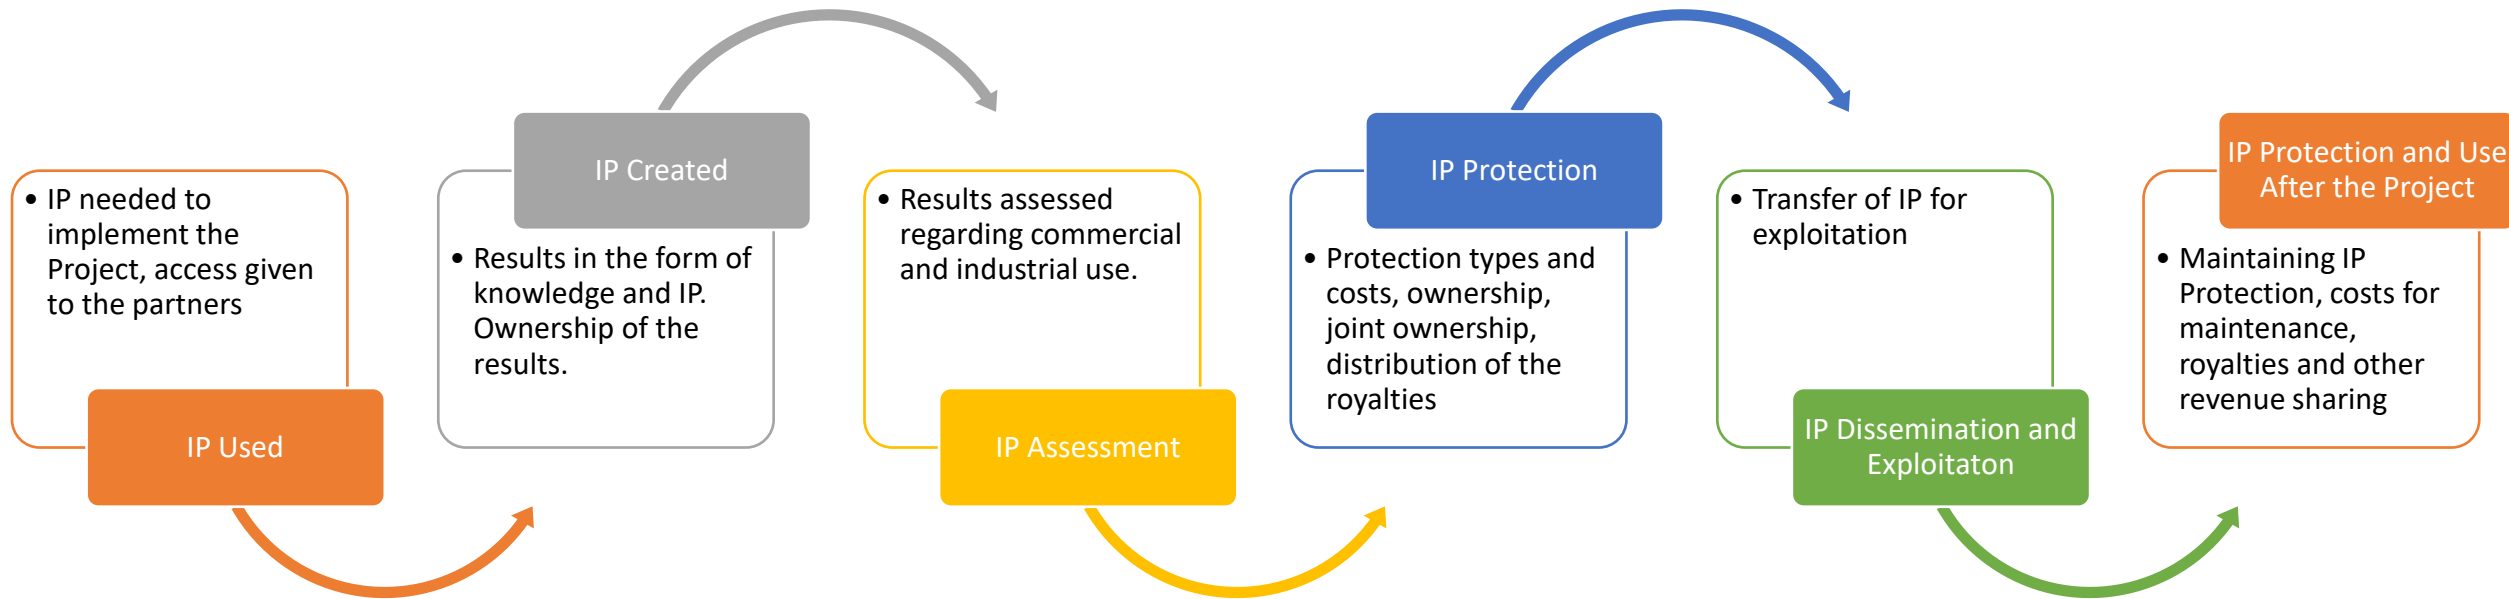 • IP needed to
implement the
Project, access given
to the partners
IP Used
IP Created
• Results in the form of
knowledge and IP.
Ownership of the
results.
• Results assessed
regarding commercial
and industrial use.
IP Assessment
IP Protection
• Protection types and
costs, ownership,
joint ownership,
distribution of the
royalties
• Transfer of IP for
exploitation
IP Dissemination and
Exploitaton
IP Protection and Use
After the Project
• Maintaining IP
Protection, costs for
maintenance,
royalties and other
revenue sharing